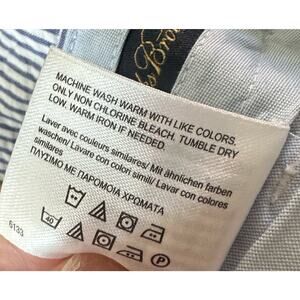 MACHINE WASH WARM WITH LIKE COLORS.
ONLY NON CHLORINE BLEACH. TUMBLE DRY
LOW. WARM IRON IF NEEDED.
Laver avec couleurs similaires/ Mit ähnlichen farben
waschen/ Lavare con colori simili/ Lavar con colores
similares.
ΠΛΥΣΙΜΟ ΜΕ ΠΑΡΟΜΟΙΑ ΧΡΩΜΑΤΑ
40
P
6133